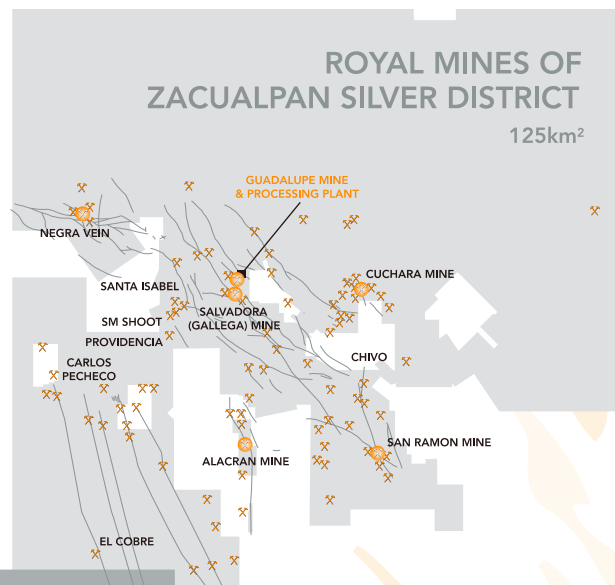 ROYAL MINES OF
ZACUALPAN SILVER DISTRICT
125km²
GUADALUPE MINE
& PROCESSING PLANT
NEGRA VEIN
CUCHARA MINE
SANTA ISABEL
SALVADORA
(GALLEGA) MINE
SM SHOOT
PROVIDENCIA
CARLOS
PECHECO
CHIVO
SAN RAMON MINE
ALACRAN MINE
EL COBRE